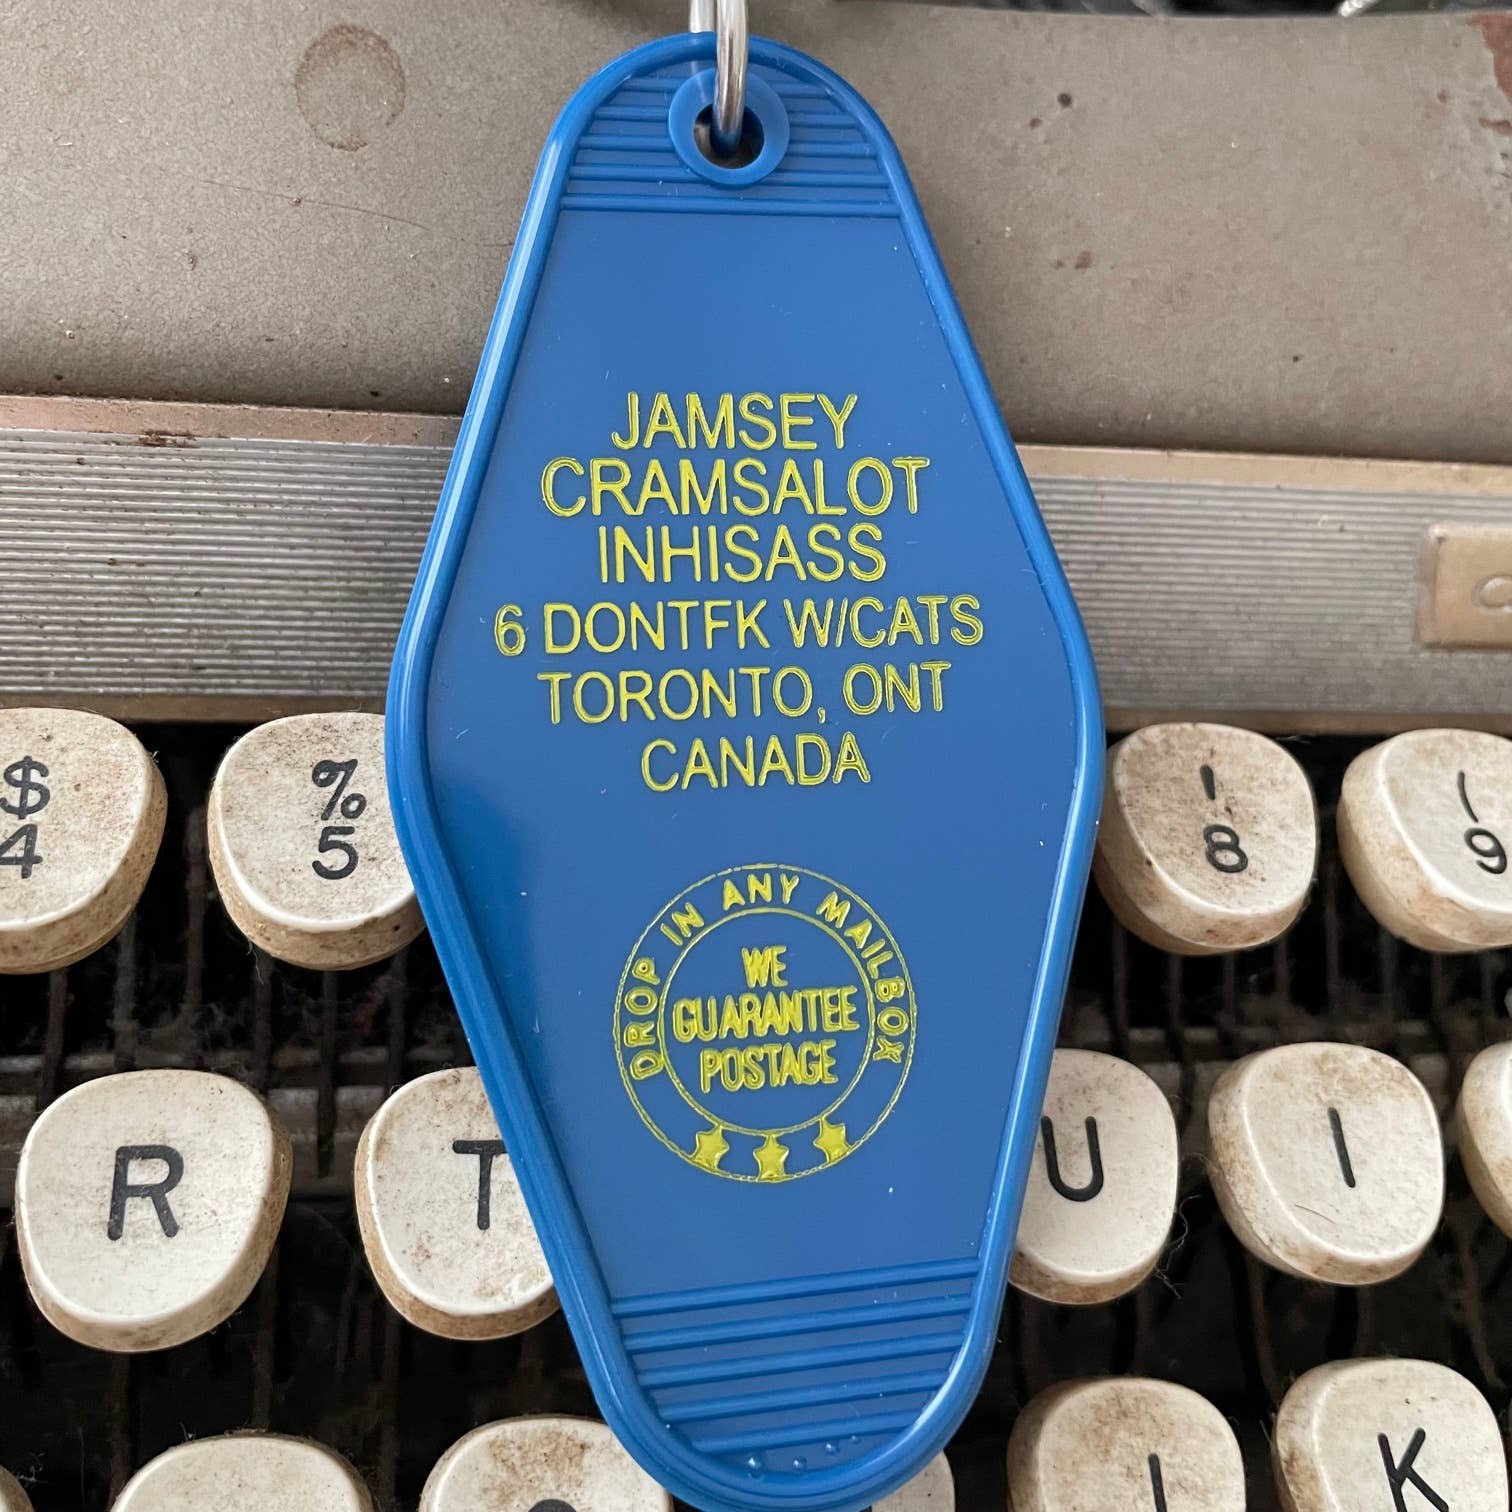 JAMSEY
CRAMSALOT
INHISASS
6 DONTFK W/CATS
TORONTO, ONT
CANADA
DROP IN ANY MAILBOX
WE
GUARANTEE
POSTAGE
$
4
%
5
8
9
R
T
U
I
K